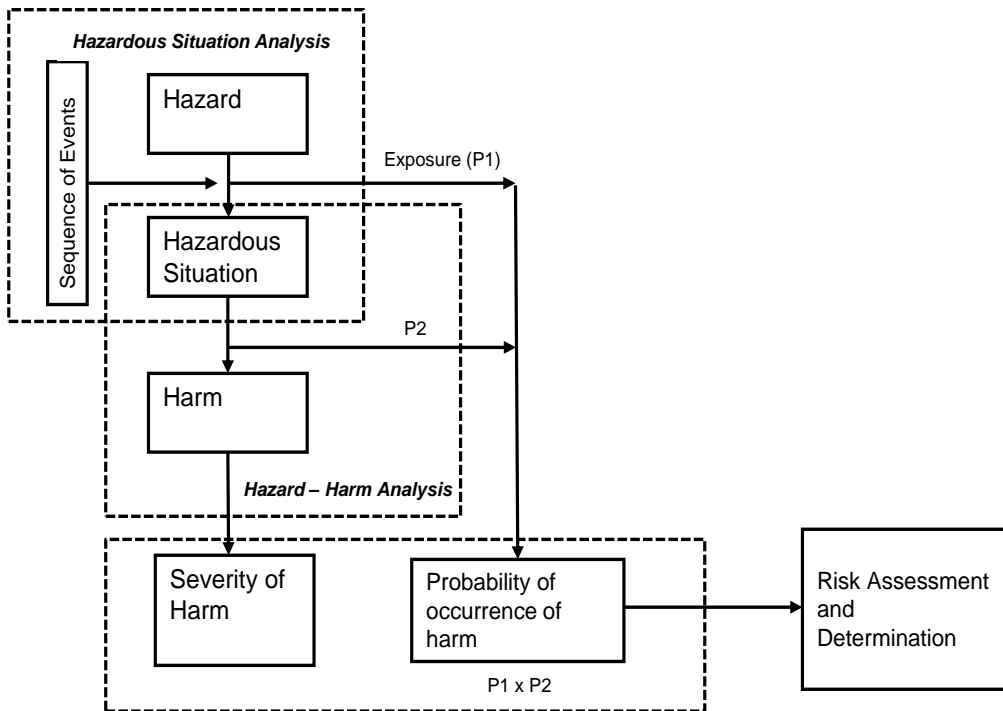 Hazardous Situation Analysis
Sequence of Events
Hazard
Exposure (P1)
Hazardous
Situation
P2
Harm
Hazard – Harm Analysis
Severity of
Harm
Probability of
occurrence of
harm
P1 x P2
Risk Assessment
and
Determination